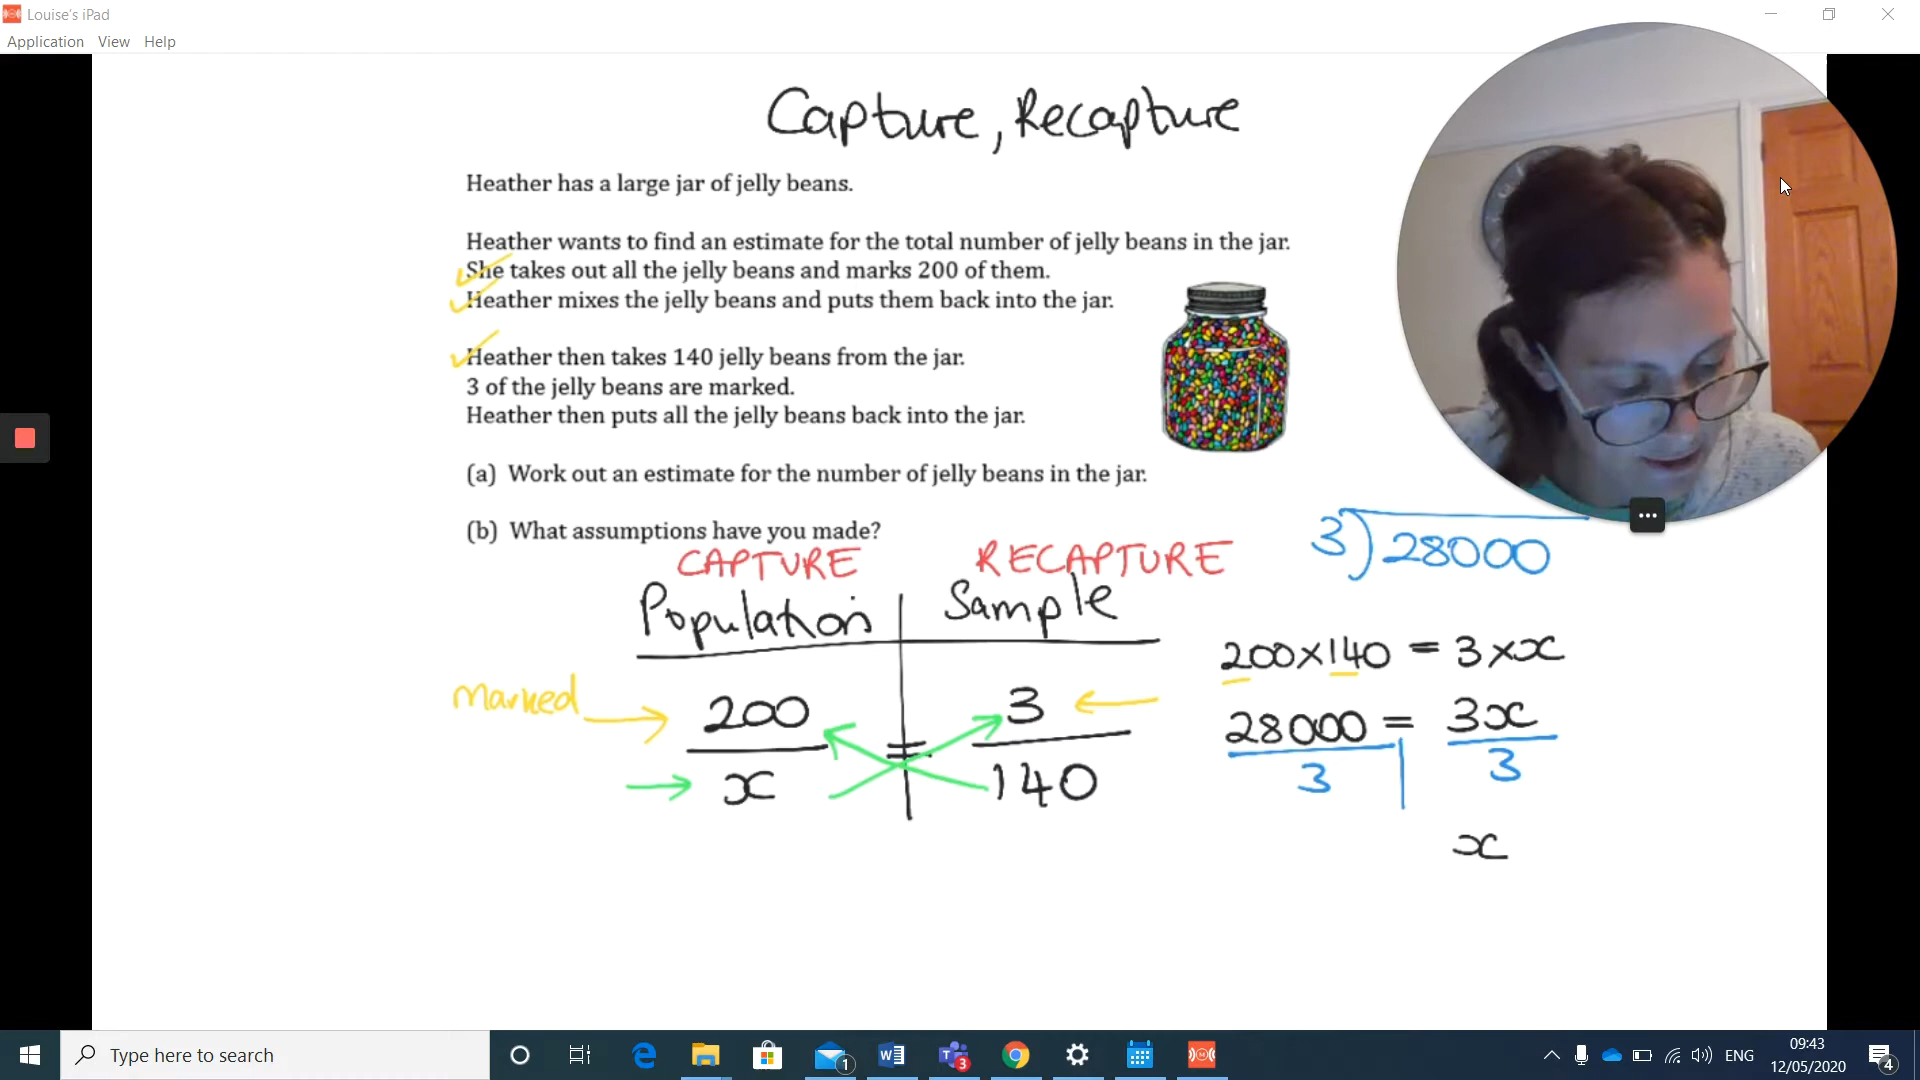 Louise's iPad
Application View Help
Capture, Recapture
Heather has a large jar of jelly beans.
Heather wants to find an estimate for the total number of jelly beans in the jar.
She takes out all the jelly beans and marks 200 of them.
Heather mixes the jelly beans and puts them back into the jar.
Heather then takes 140 jelly beans from the jar.
3 of the jelly beans are marked.
Heather then puts all the jelly beans back into the jar.
(a) Work out an estimate for the number of jelly beans in the jar.
(b) What assumptions have you made?
CAPTURE RECAPTURE
Population Sample
marked 200 = 3
x 140
3 28000
200×140 = 3×x
28000 = 3x
3 3
x
Type here to search
1
W
T 3
ENG
09:43
12/05/2020
4